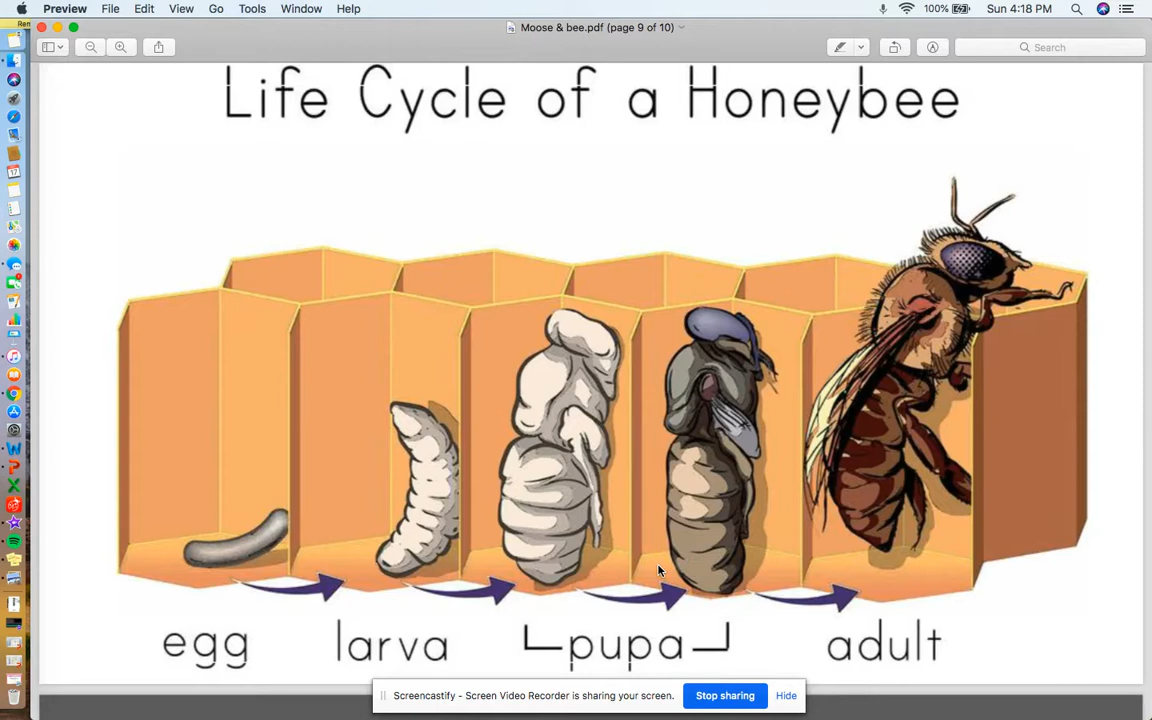 Preview File Edit View Go Tools Window Help 100% Sun 4:18 PM
Moose & bee.pdf (page 9 of 10)
Search
Life Cycle of a Honeybee
egg larva pupa adult
Screencastify - Screen Video Recorder is sharing your screen. Stop sharing Hide